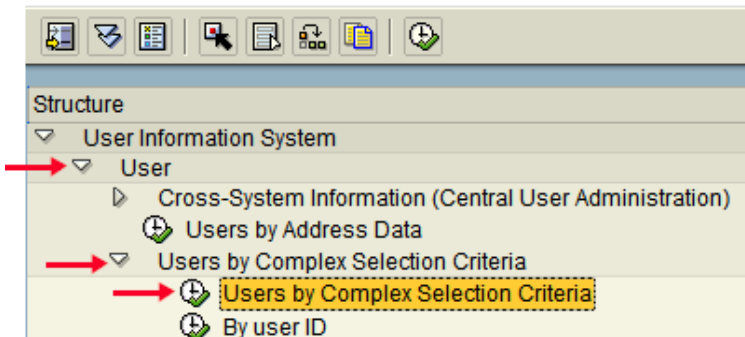 Structure
User Information System
User
Cross-System Information (Central User Administration)
Users by Address Data
Users by Complex Selection Criteria
Users by Complex Selection Criteria
By user ID